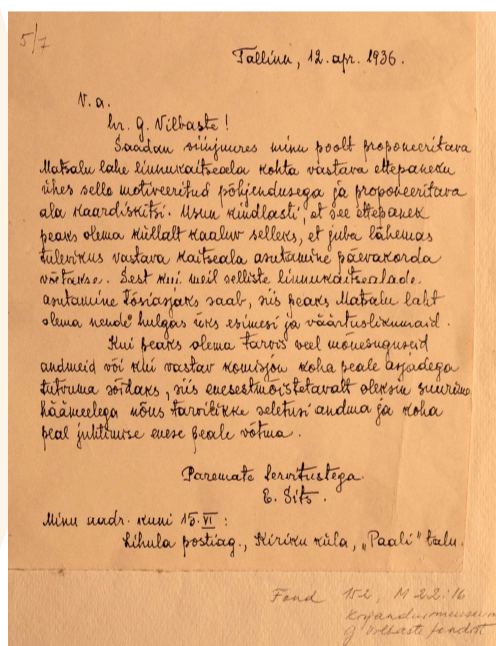 5/7
Tallinn, 12. apr. 1936.
V. a.
hr. G. Vilbaste!
Saadan siinjuures minu poolt proponeeritava
Matsalu lahe linnukaitseala kohta vastava ettepaneku
ühes selle motiveeritud põhjendusega ja proponeeritava
ala kaardiskitsi. Usun kindlasti, et see ettepanek
peaks olema küllalt kaaluv selleks, et juba lähemas
tulevikus vastava kaitseala asutamine päevakorda
võetakse. Sest kui meil selliste linnukaitsealade
asutamine tõsiasjaks saab, siis peaks Matsalu laht
olema nende hulgas üks esimesi ja väärtuslikumaid.
Kui peaks olema tarvis veel mõnesuguseid
andmeid või kui vastav komisjon koha peale asjadega
tutvuma sõidaks, siis enesestmõistetavalt oleksin suurima
häämeelega nõus tarvilikke seletusi andma ja koha
peal juhtimise enese peale võtma.
Paremate tervitustega
E. Sits.
Minu aadr. kuni 15. VI:
Lihula postiag., Kiriku küla, „Paali" talu.
Fond 152, M 22:16
Kirjandusmuuseum
G Vilbaste fondist